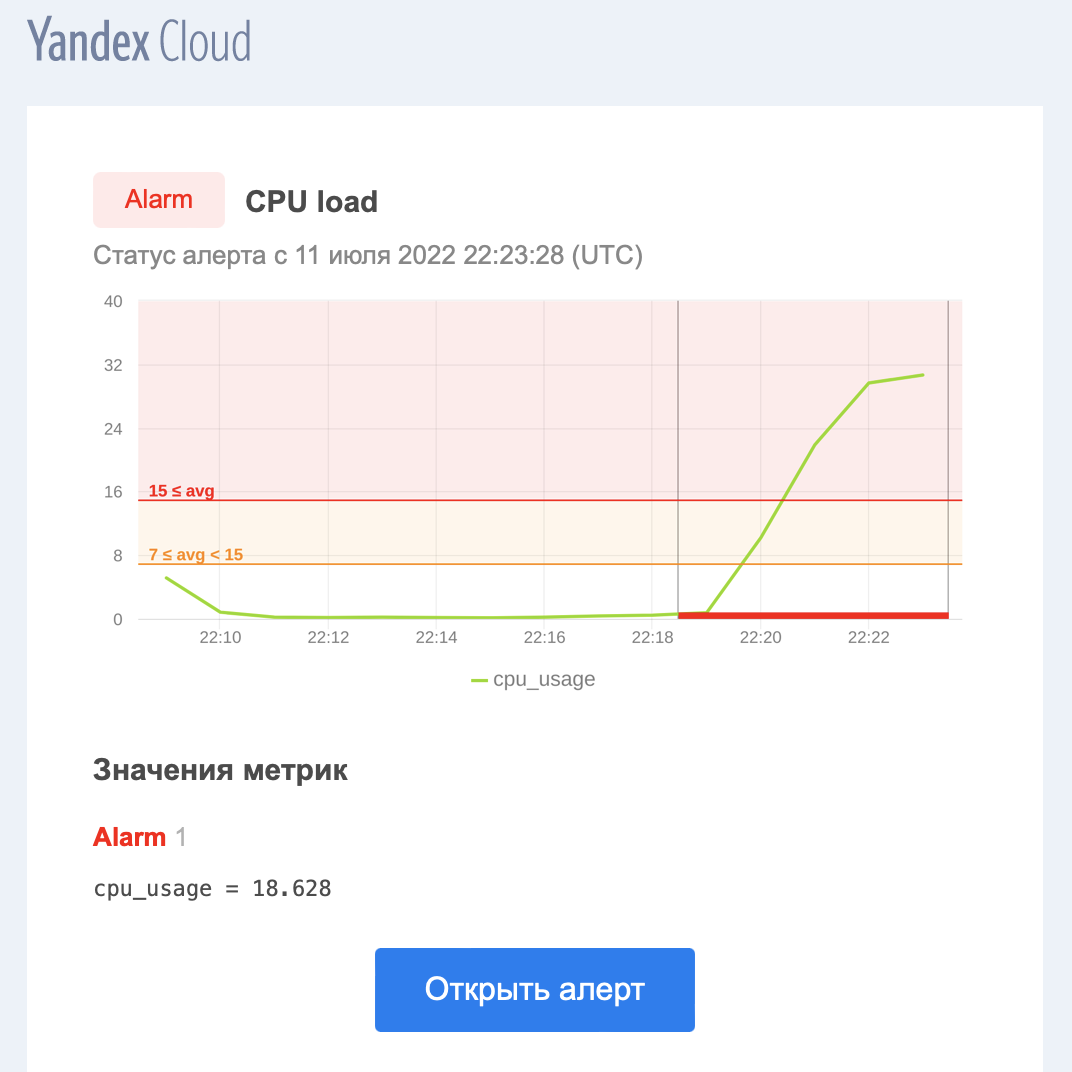 Yandex Cloud
Alarm CPU load
Статус алерта с 11 июля 2022 22:23:28 (UTC)
40
32
24
16
8
0
15 ≤ avg
7 ≤ avg < 15
22:10 22:12 22:14 22:16 22:18 22:20 22:22
cpu_usage
Значения метрик
Alarm 1
cpu_usage = 18.628
Открыть алерт